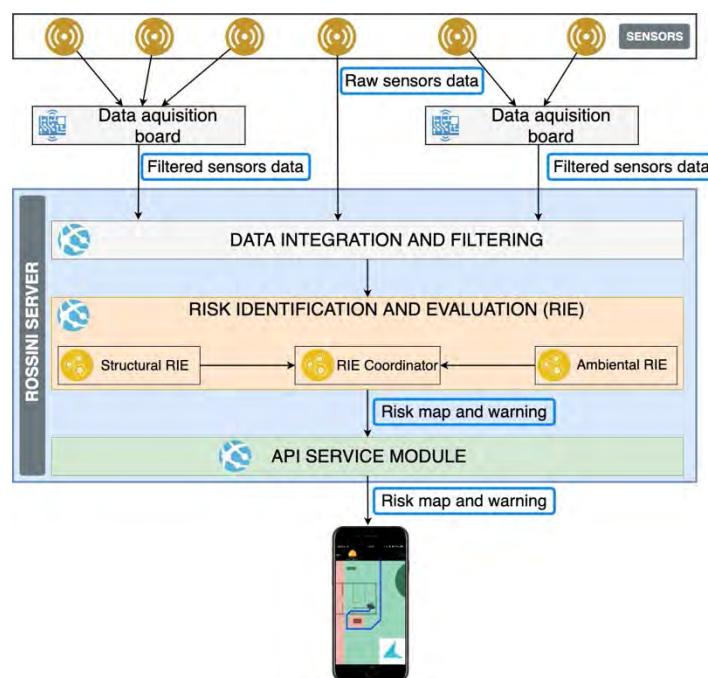 SENSORS
Raw sensors data
Data aquisition
board
Data aquisition
board
Filtered sensors data
Filtered sensors data
ROSSINI SERVER
DATA INTEGRATION AND FILTERING
RISK IDENTIFICATION AND EVALUATION (RIE)
Structural RIE
RIE Coordinator
Ambiental RIE
Risk map and warning
API SERVICE MODULE
Risk map and warning